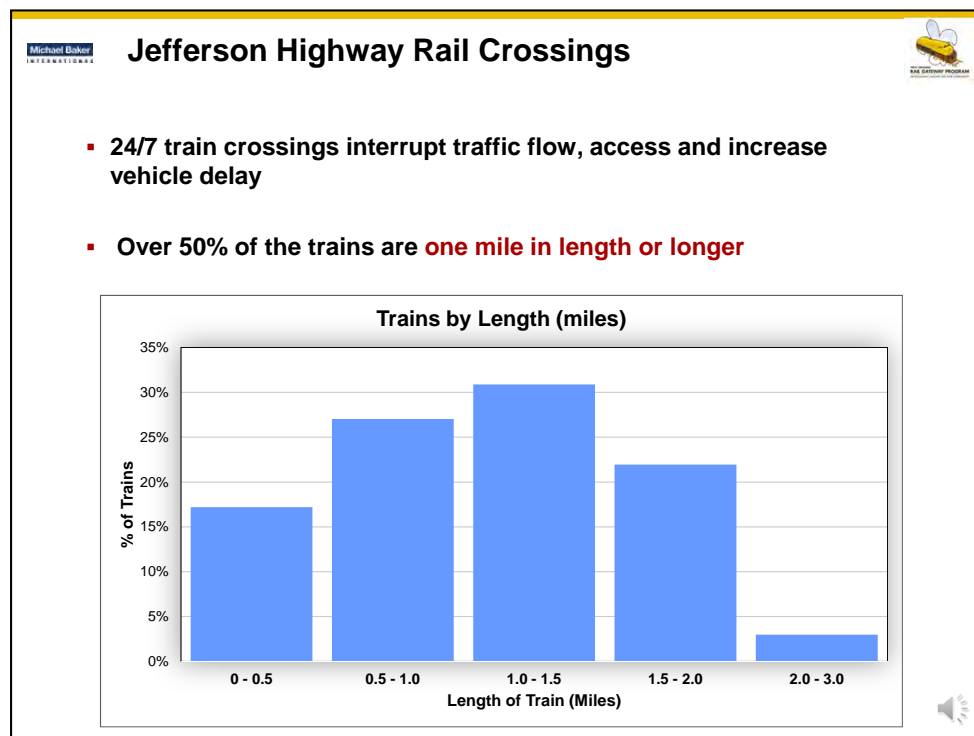 Michael Baker
INTERNATIONAL
Jefferson Highway Rail Crossings
RAIL GATEWAY PROGRAM
24/7 train crossings interrupt traffic flow, access and increase
vehicle delay
Over 50% of the trains are one mile in length or longer
Trains by Length (miles)
% of Trains
35%
30%
25%
20%
15%
10%
5%
0%
0 - 0.5
0.5 - 1.0
1.0 - 1.5
1.5 - 2.0
2.0 - 3.0
Length of Train (Miles)